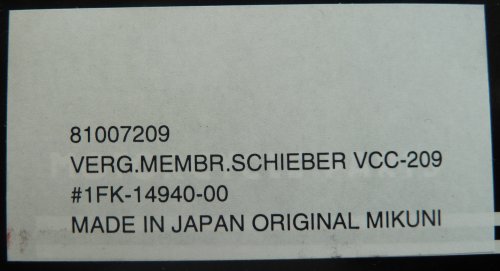 81007209
VERG.MEMBR.SCHIEBER VCC-209
#1FK-14940-00
MADE IN JAPAN ORIGINAL MIKUNI